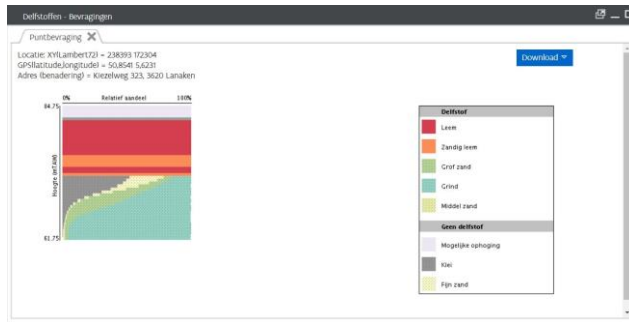 Delfstoffen - Bevragingen
Puntbevraging
Locatie: XY(Lambert72) = 238393 172304
GPS(latitude,longitude) = 50,8541 5,6231
Adres (benadering) = Kiezelweg 323, 3620 Lanaken
Download
0% Relatief aandeel 100%
84.75
Hoogte (mTAW)
61.75
Delfstof
Leem
Zandig leem
Grof zand
Grind
Middel zand
Geen delfstof
Mogelijke ophoging
Klei
Fijn zand